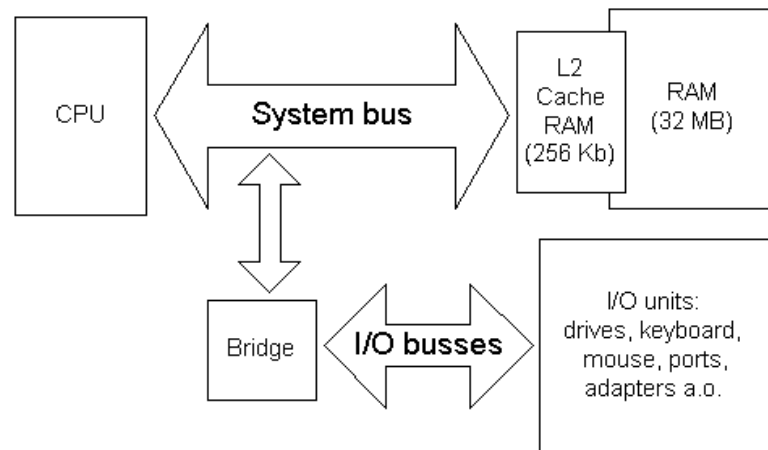 CPU
System bus
L2
Cache
RAM
(256 Kb)
RAM
(32 MB)
Bridge
I/O busses
I/O units:
drives, keyboard,
mouse, ports,
adapters a.o.